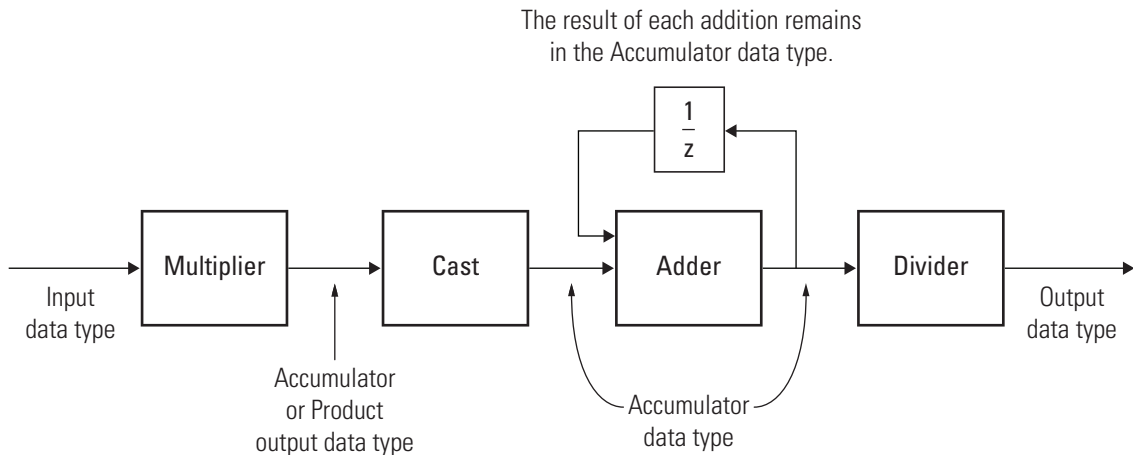 The result of each addition remains
in the Accumulator data type.
1
z
Multiplier
Cast
Adder
Divider
Input
data type
Output
data type
Accumulator
or Product
output data type
Accumulator
data type